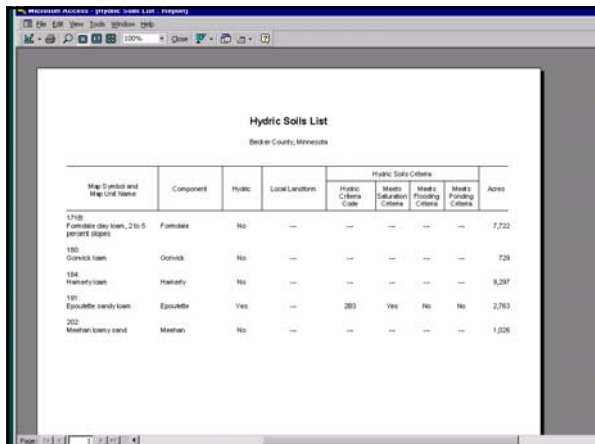 Microsoft Access - [Hydric Soils List : Report]
File Edit View Tools Window Help
100% Close
Hydric Soils List
Becker County, Minnesota
Hydric Soils Criteria
Map Symbol and Map Unit Name Component Hydric Local Landform Hydric Criteria Code Meets Saturation Criteria Meets Flooding Criteria Meets Ponding Criteria Acres
171B:
Formdale clay loam, 2 to 5 percent slopes Formdale No --- --- --- --- --- 7,722
180:
Gonvick loam Gonvick No --- --- --- --- --- 729
184:
Hamerly loam Hamerly No --- --- --- --- --- 9,297
191:
Epoufette sandy loam Epoufette Yes --- 2B3 Yes No No 2,763
202:
Meehan loamy sand Meehan No --- --- --- --- --- 1,026
Page: 1